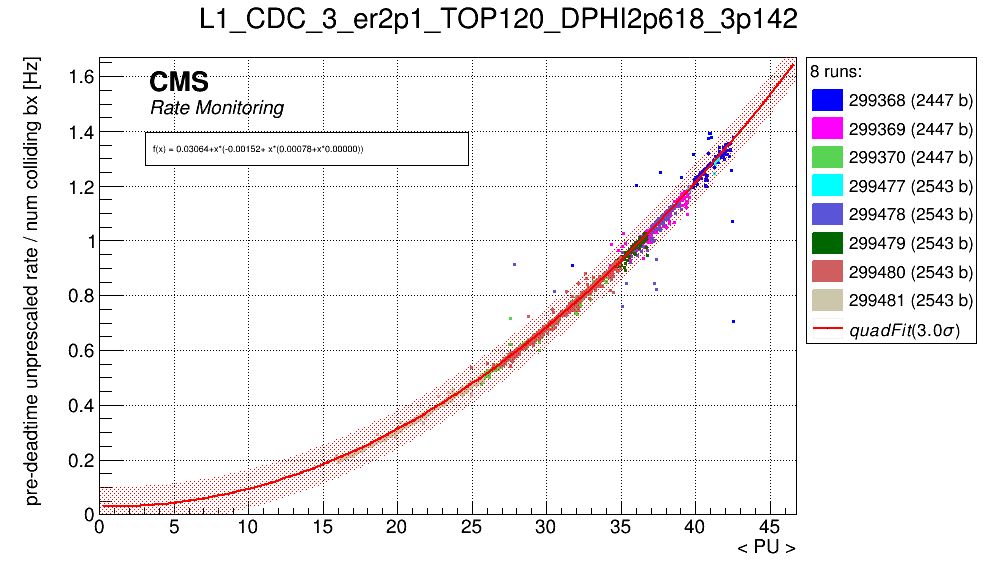 L1_CDC_3_er2p1_TOP120_DPHI2p618_3p142
pre-deadtime unprescaled rate / num colliding bx [Hz]
CMS
Rate Monitoring
f(x) = 0.03064+x*(-0.00152+ x*(0.00078+x*0.00000))
1.6
1.4
1.2
1
0.8
0.6
0.4
0.2
0
0 5 10 15 20 25 30 35 40 45
< PU >
8 runs:
299368 (2447 b)
299369 (2447 b)
299370 (2447 b)
299477 (2543 b)
299478 (2543 b)
299479 (2543 b)
299480 (2543 b)
299481 (2543 b)
quadFit(3.0σ)